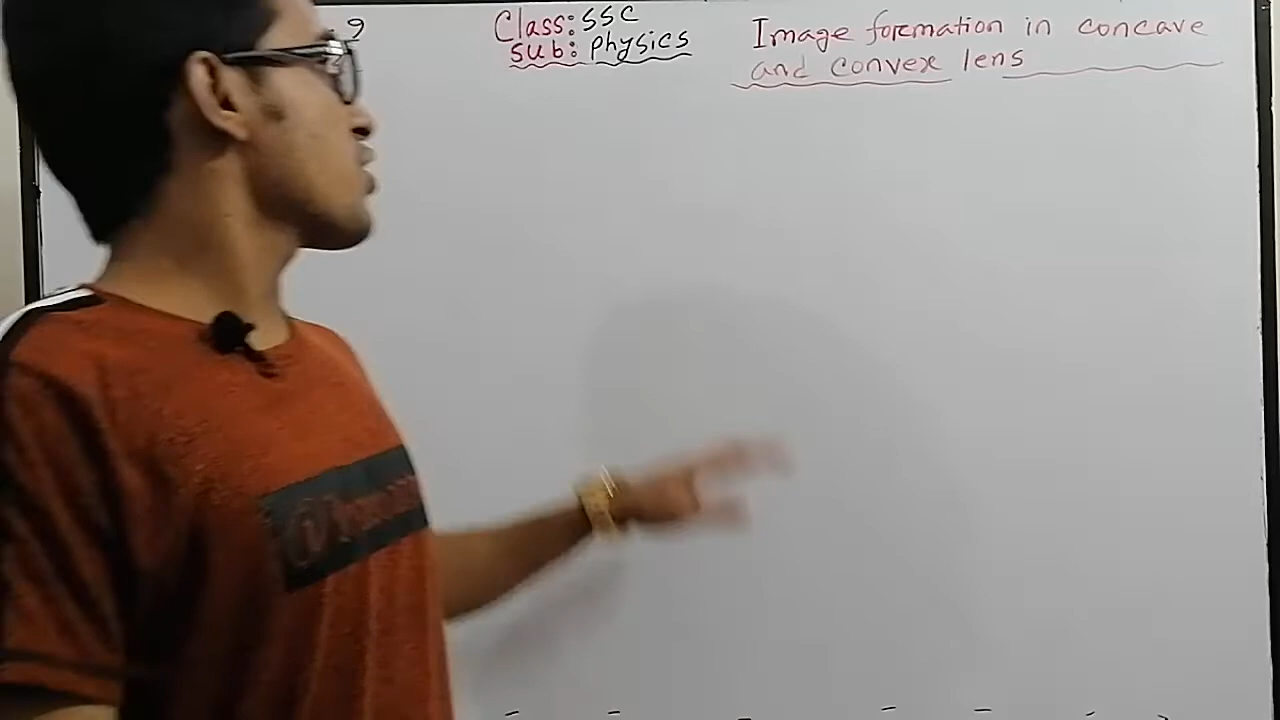 9
Class: SSC
Sub: physics
Image formation in concave
and convex lens